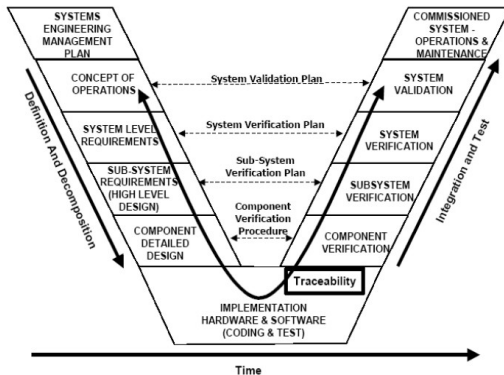 SYSTEMS
ENGINEERING
MANAGEMENT
PLAN
COMMISSIONED
SYSTEM -
OPERATIONS &
MAINTENANCE
CONCEPT OF
OPERATIONS
System Validation Plan
SYSTEM
VALIDATION
SYSTEM LEVEL
REQUIREMENTS
System Verification Plan
SYSTEM
VERIFICATION
SUB-SYSTEM
REQUIREMENTS
(HIGH LEVEL
DESIGN)
Sub-System
Verification Plan
SUBSYSTEM
VERIFICATION
COMPONENT
DETAILED
DESIGN
Component
Verification
Procedure
COMPONENT
VERIFICATION
Definition And Decomposition
Integration and Test
Traceability
IMPLEMENTATION
HARDWARE & SOFTWARE
(CODING & TEST)
Time